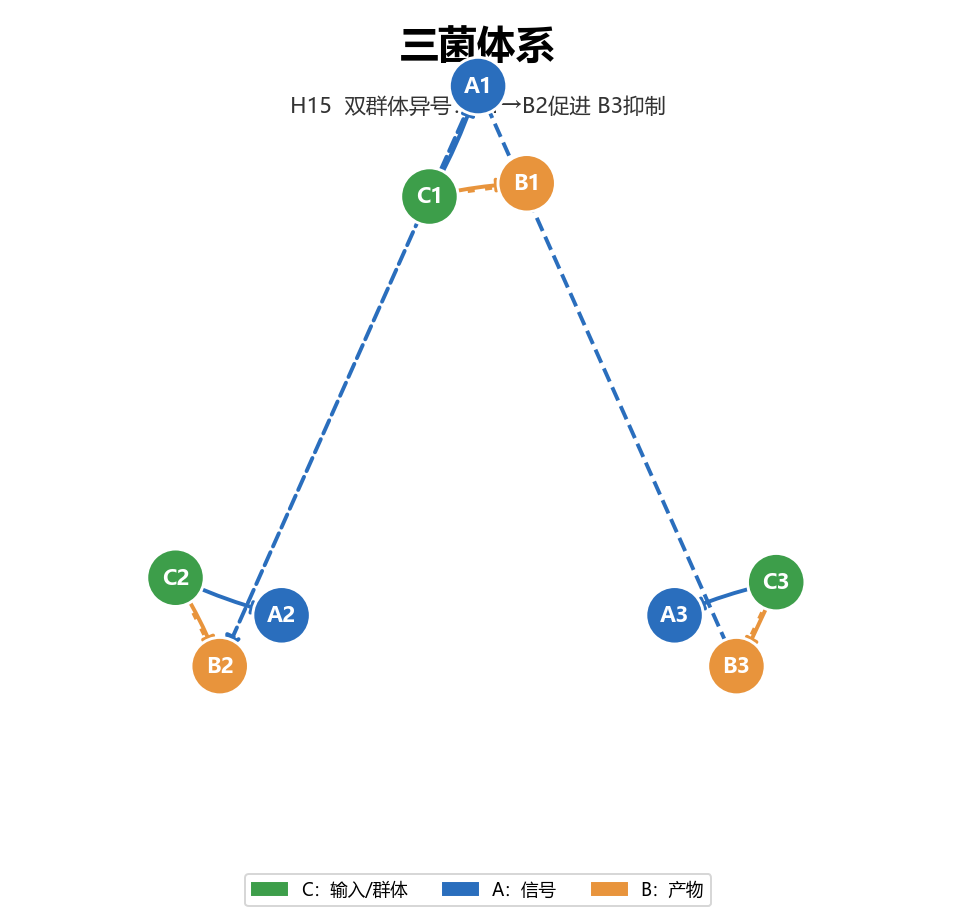 三菌体系
A1
H15 双群体异号 →B2促进 B3抑制
C1
B1
C2
A2
B2
C3
A3
B3
C: 输入/群体 A: 信号 B: 产物